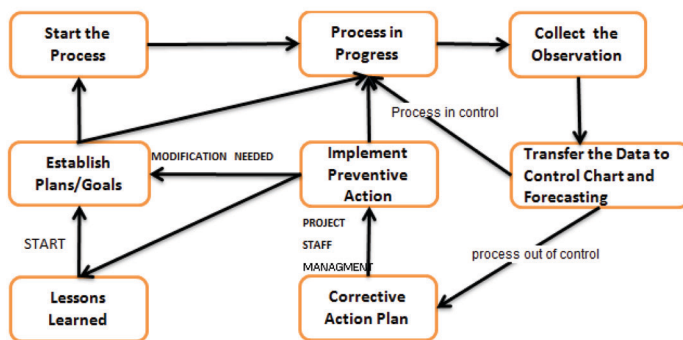 Start the
Process
Process in
Progress
Collect the
Observation
Process in control
Establish
Plans/Goals
MODIFICATION NEEDED
Implement
Preventive
Action
Transfer the Data to
Control Chart and
Forecasting
START
PROJECT
STAFF
MANAGMENT
process out of control
Lessons
Learned
Corrective
Action Plan